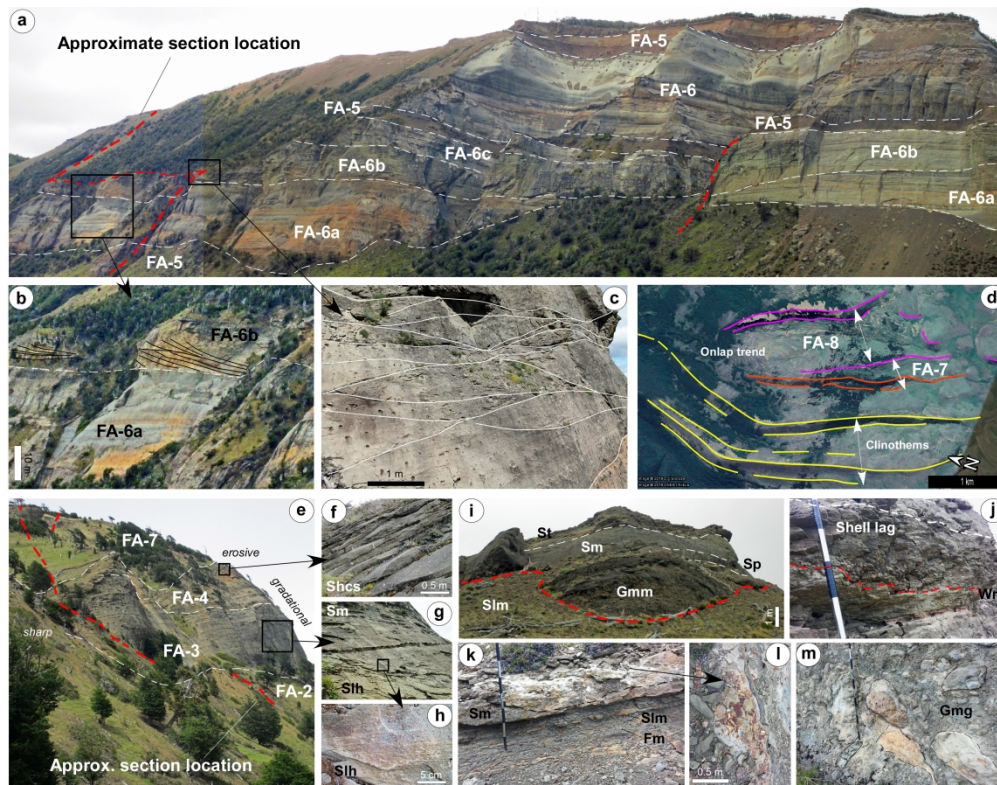 a
Approximate section location
FA-5
FA-6
FA-5
FA-5
FA-6c
FA-6b
FA-6b
FA-6a
FA-6a
FA-5
b
FA-6b
FA-6a
10 m
c
1 m
d
Onlap trend
FA-8
FA-7
Clinothems
N
1 km
e
FA-7
erosive
FA-4
gradational
sharp
FA-3
FA-2
Approx. section location
f
Shcs
0.5 m
g
Sm
Slh
h
Slh
5 cm
i
St
Sm
Sp
Slm
Gmm
j
Shell lag
k
Sm
Slm
Fm
l
0.5 m
m
Gmg